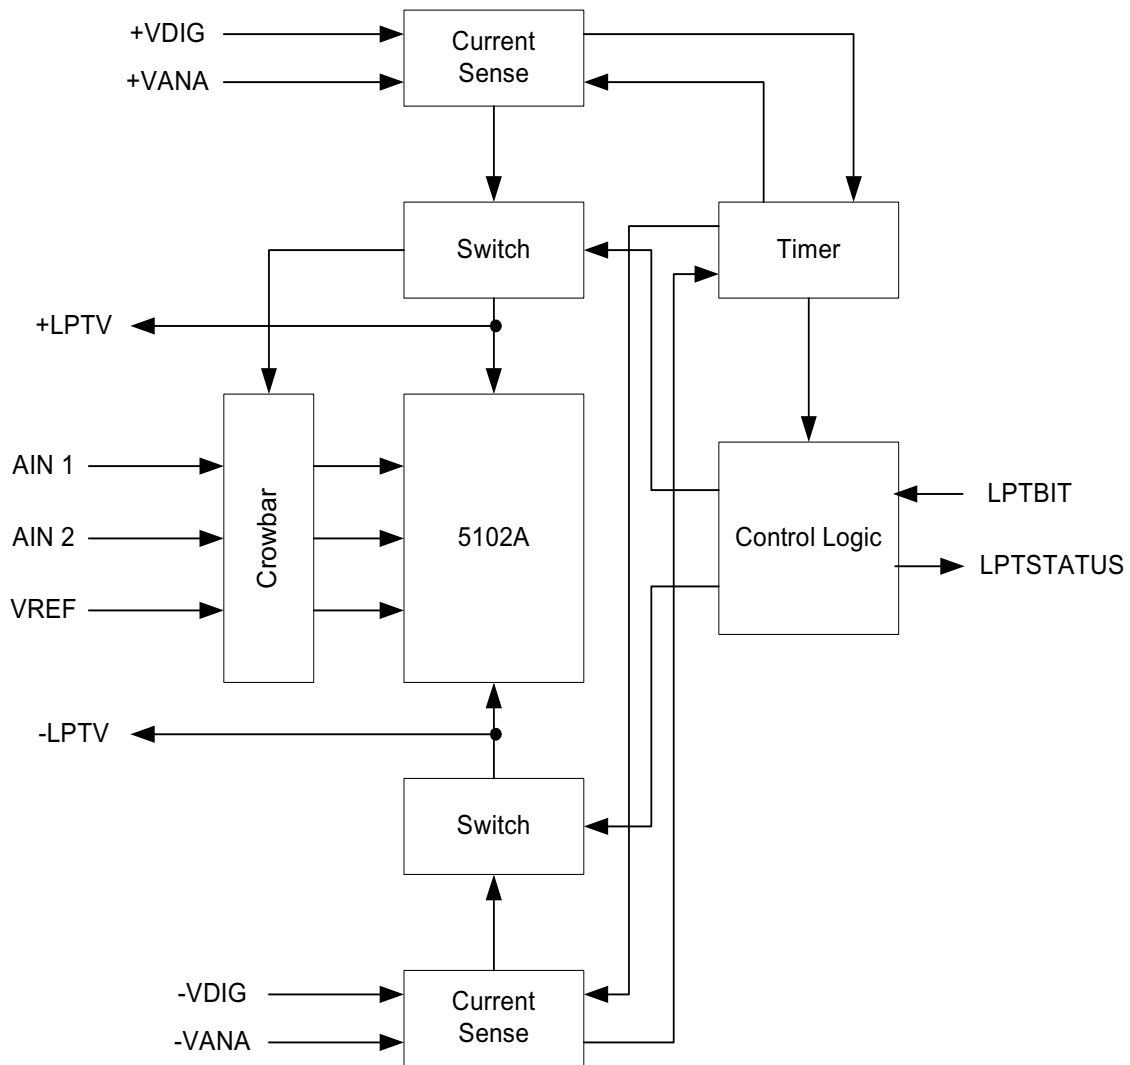 +VDIG
+VANA
Current
Sense
Switch
Timer
+LPTV
AIN 1
AIN 2
VREF
Crowbar
5102A
Control Logic
LPTBIT
LPTSTATUS
-LPTV
Switch
-VDIG
-VANA
Current
Sense